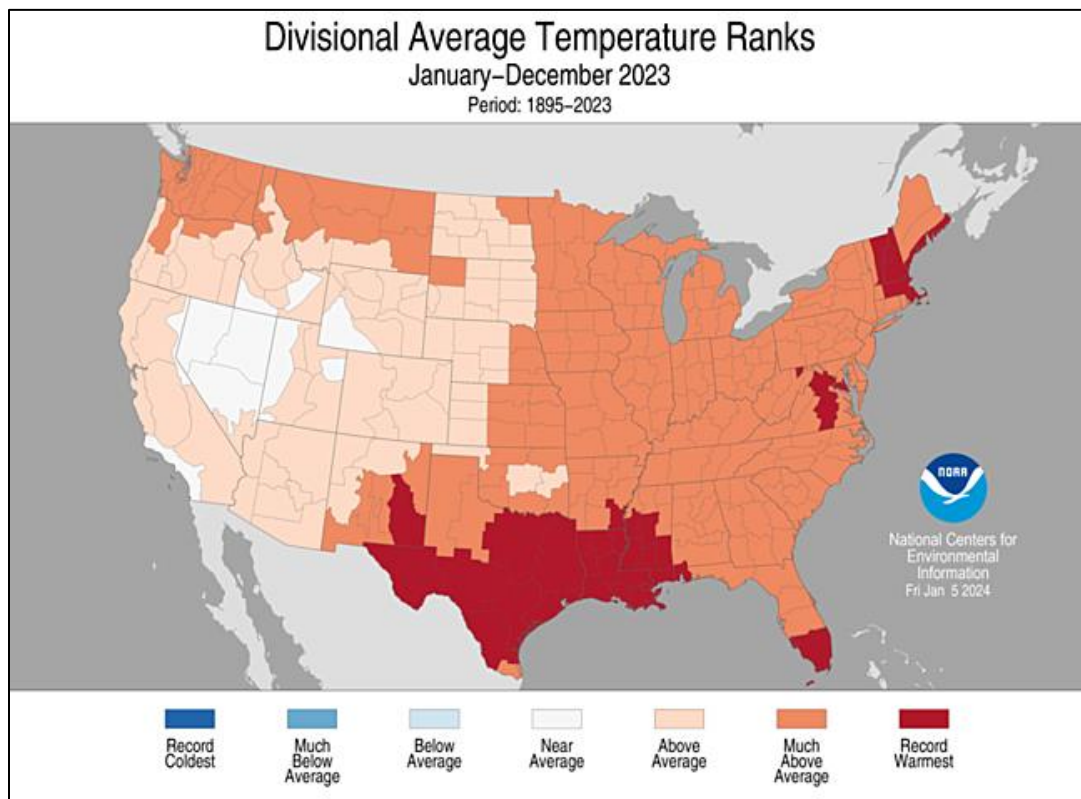 Divisional Average Temperature Ranks
January–December 2023
Period: 1895–2023
NOAA
National Centers for
Environmental
Information
Fri Jan 5 2024
Record
Coldest
Much
Below
Average
Below
Average
Near
Average
Above
Average
Much
Above
Average
Record
Warmest